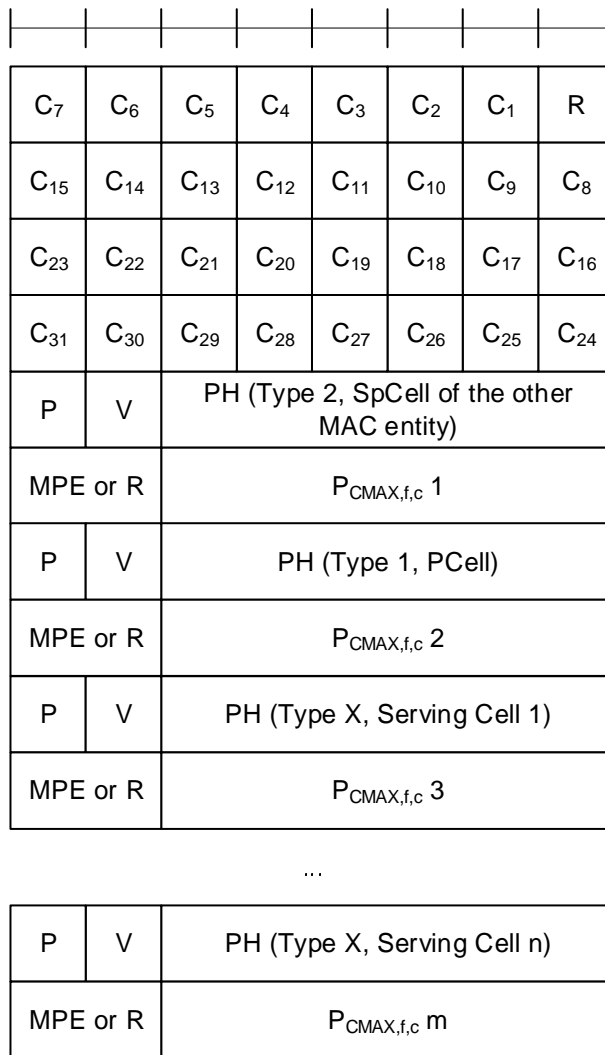 C7 C6 C5 C4 C3 C2 C1 R
C15 C14 C13 C12 C11 C10 C9 C8
C23 C22 C21 C20 C19 C18 C17 C16
C31 C30 C29 C28 C27 C26 C25 C24
P V PH (Type 2, SpCell of the other
MAC entity)
MPE or R PCMAX,f,c 1
P V PH (Type 1, PCell)
MPE or R PCMAX,f,c 2
P V PH (Type X, Serving Cell 1)
MPE or R PCMAX,f,c 3
...
P V PH (Type X, Serving Cell n)
MPE or R PCMAX,f,c m